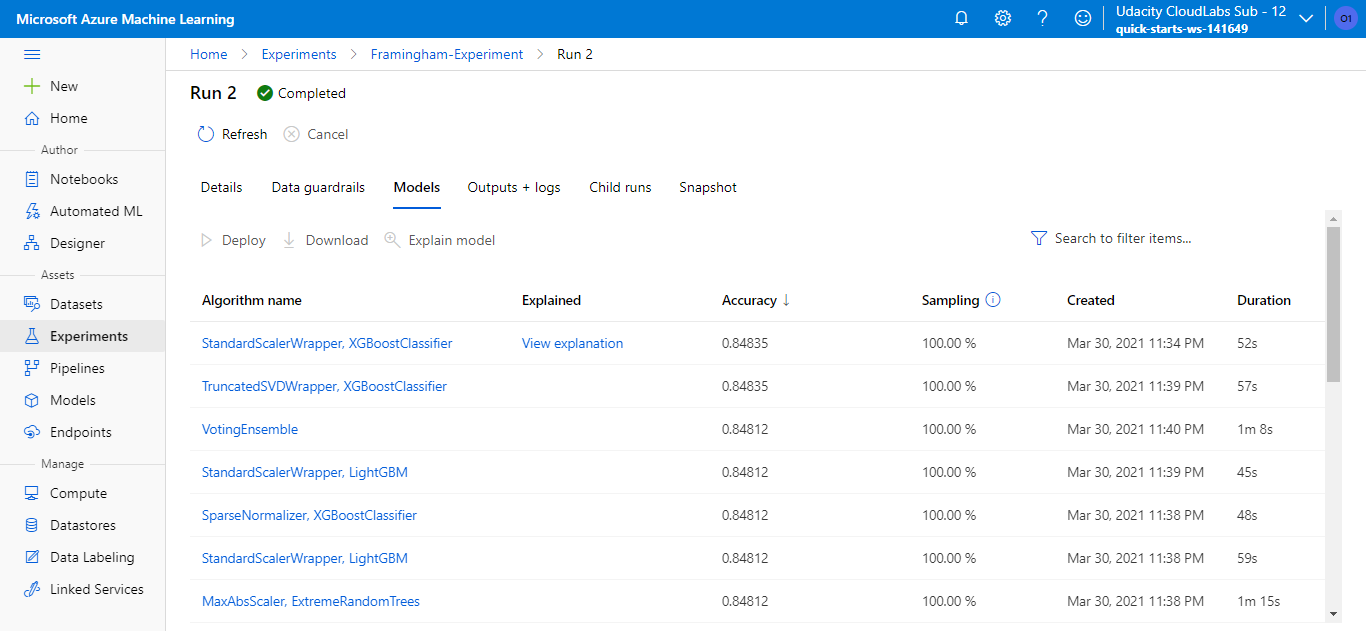 Microsoft Azure Machine Learning
Udacity CloudLabs Sub - 12
quick-starts-ws-141649
O1
New
Home
Author
Notebooks
Automated ML
Designer
Assets
Datasets
Experiments
Pipelines
Models
Endpoints
Manage
Compute
Datastores
Data Labeling
Linked Services
Home > Experiments > Framingham-Experiment > Run 2
Run 2 Completed
Refresh Cancel
Details Data guardrails Models Outputs + logs Child runs Snapshot
Deploy Download Explain model Search to filter items...
Algorithm name Explained Accuracy ↓ Sampling Created Duration
StandardScalerWrapper, XGBoostClassifier View explanation 0.84835 100.00 % Mar 30, 2021 11:34 PM 52s
TruncatedSVDWrapper, XGBoostClassifier 0.84835 100.00 % Mar 30, 2021 11:39 PM 57s
VotingEnsemble 0.84812 100.00 % Mar 30, 2021 11:40 PM 1m 8s
StandardScalerWrapper, LightGBM 0.84812 100.00 % Mar 30, 2021 11:39 PM 45s
SparseNormalizer, XGBoostClassifier 0.84812 100.00 % Mar 30, 2021 11:38 PM 48s
StandardScalerWrapper, LightGBM 0.84812 100.00 % Mar 30, 2021 11:38 PM 59s
MaxAbsScaler, ExtremeRandomTrees 0.84812 100.00 % Mar 30, 2021 11:38 PM 1m 15s